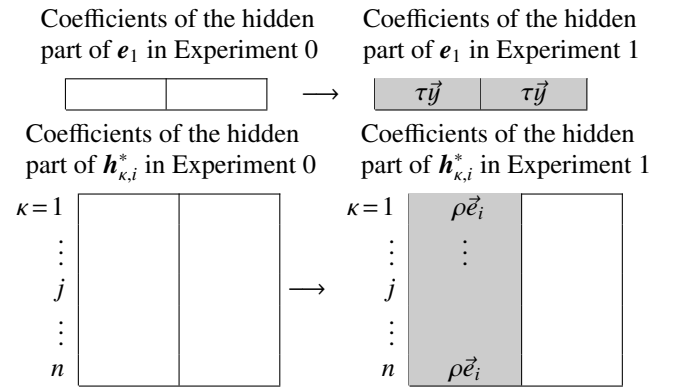 Coefficients of the hidden part of e₁ in Experiment 0
Coefficients of the hidden part of e₁ in Experiment 1
→ τy⃗ τy⃗
Coefficients of the hidden part of h*κ,i in Experiment 0
Coefficients of the hidden part of h*κ,i in Experiment 1
κ = 1
⋮
j
⋮
n
→
κ = 1 ρe⃗ᵢ
⋮ ⋮
j
⋮
n ρe⃗ᵢ